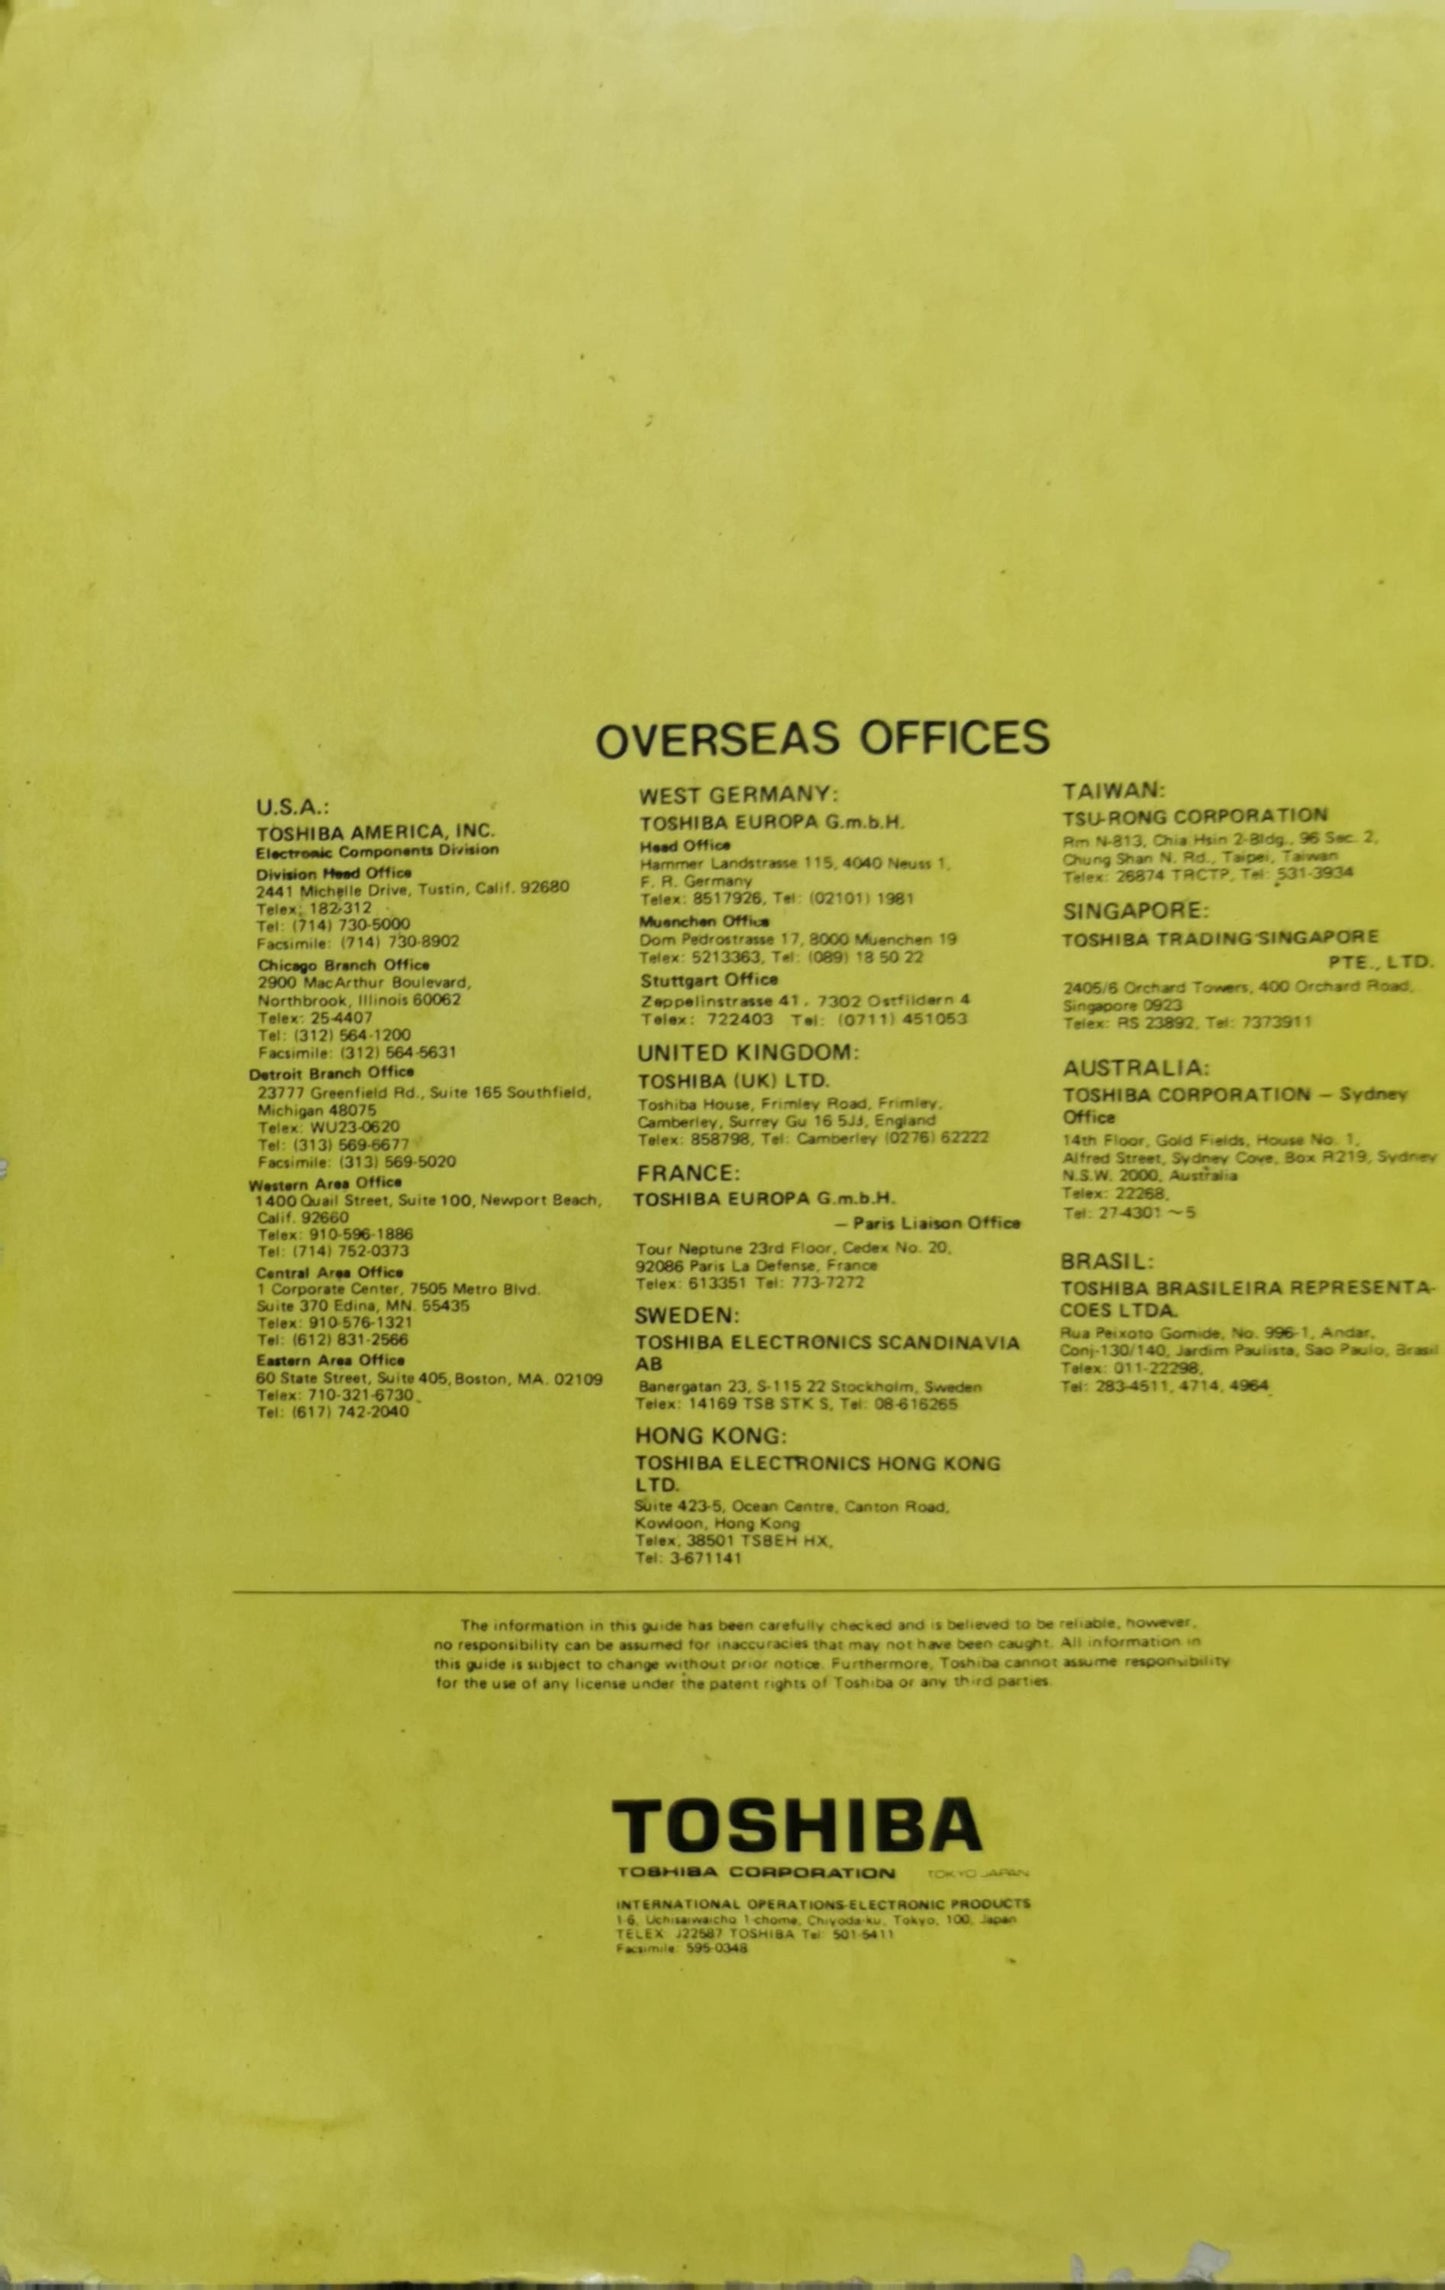 OVERSEAS OFFICES
U.S.A.:
TOSHIBA AMERICA, INC.
Electronic Components Division
Division Head Office
2441 Michelle Drive, Tustin, Calif. 92680
Telex: 182-312
Tel: (714) 730-5000
Facsimile: (714) 730-8902
Chicago Branch Office
2900 MacArthur Boulevard,
Northbrook, Illinois 60062
Telex: 25-4407
Tel: (312) 564-1200
Facsimile: (312) 564-5631
Detroit Branch Office
23777 Greenfield Rd., Suite 165 Southfield,
Michigan 48075
Telex: WU23-0620
Tel: (313) 569-6677
Facsimile: (313) 569-5020
Western Area Office
1400 Quail Street, Suite 100, Newport Beach,
Calif. 92660
Telex: 910-596-1886
Tel: (714) 752-0373
Central Area Office
1 Corporate Center, 7505 Metro Blvd.
Suite 370 Edina, MN. 55435
Telex: 910-576-1321
Tel: (612) 831-2566
Eastern Area Office
60 State Street, Suite 405, Boston, MA. 02109
Telex: 710-321-6730
Tel: (617) 742-2040
WEST GERMANY:
TOSHIBA EUROPA G.m.b.H.
Head Office
Hammer Landstrasse 115, 4040 Neuss 1,
F. R. Germany
Telex: 8517926, Tel: (02101) 1981
Muenchen Office
Dom Pedrostrasse 17, 8000 Muenchen 19
Telex: 5213363, Tel: (089) 18 50 22
Stuttgart Office
Zeppelinstrasse 41, 7302 Ostfildern 4
Telex: 722403 Tel: (0711) 451053
UNITED KINGDOM:
TOSHIBA (UK) LTD.
Toshiba House, Frimley Road, Frimley,
Camberley, Surrey Gu 16 5JJ, England
Telex: 858798, Tel: Camberley (0276) 62222
FRANCE:
TOSHIBA EUROPA G.m.b.H.
– Paris Liaison Office
Tour Neptune 23rd Floor, Cedex No. 20,
92086 Paris La Defense, France
Telex: 613351 Tel: 773-7272
SWEDEN:
TOSHIBA ELECTRONICS SCANDINAVIA
AB
Banergatan 23, S-115 22 Stockholm, Sweden
Telex: 14169 TSB STK S, Tel: 08-616265
HONG KONG:
TOSHIBA ELECTRONICS HONG KONG
LTD.
Suite 423-5, Ocean Centre, Canton Road,
Kowloon, Hong Kong
Telex. 38501 TSBEH HX,
Tel: 3-671141
TAIWAN:
TSU-RONG CORPORATION
Rm N-813, Chia Hsin 2-Bldg., 96 Sec. 2,
Chung Shan N. Rd., Taipei, Taiwan
Telex: 26874 TRCTP, Tel: 531-3934
SINGAPORE:
TOSHIBA TRADING SINGAPORE
PTE., LTD.
2405/6 Orchard Towers, 400 Orchard Road,
Singapore 0923
Telex: RS 23892, Tel: 7373911
AUSTRALIA:
TOSHIBA CORPORATION – Sydney
Office
14th Floor, Gold Fields, House No. 1,
Alfred Street, Sydney Cove, Box R219, Sydney
N.S.W. 2000, Australia
Telex: 22268,
Tel: 27-4301 ~ 5
BRASIL:
TOSHIBA BRASILEIRA REPRESENTA-
COES LTDA.
Rua Peixoto Gomide, No. 996-1, Andar,
Conj-130/140, Jardim Paulista, Sao Paulo, Brasil
Telex: 011-22298,
Tel: 283-4511, 4714, 4964
The information in this guide has been carefully checked and is believed to be reliable, however,
no responsibility can be assumed for inaccuracies that may not have been caught. All information in
this guide is subject to change without prior notice. Furthermore, Toshiba cannot assume responsibility
for the use of any license under the patent rights of Toshiba or any third parties.
TOSHIBA
TOSHIBA CORPORATION TOKYO JAPAN
INTERNATIONAL OPERATIONS-ELECTRONIC PRODUCTS
1-6, Uchisaiwaicho 1-chome, Chiyoda-ku, Tokyo, 100, Japan
TELEX: J22587 TOSHIBA Tel: 501-5411
Facsimile: 595-0348